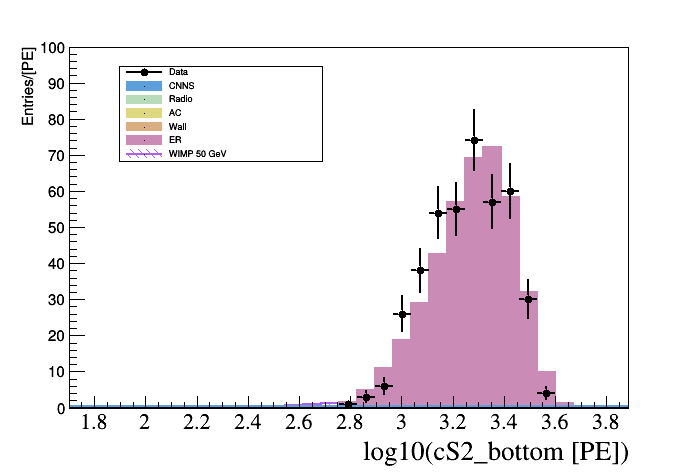 Entries/[PE]
100
90
80
70
60
50
40
30
20
10
0
Data
CNNS
Radio
AC
Wall
ER
WIMP 50 GeV
1.8 2 2.2 2.4 2.6 2.8 3 3.2 3.4 3.6 3.8
log10(cS2_bottom [PE])